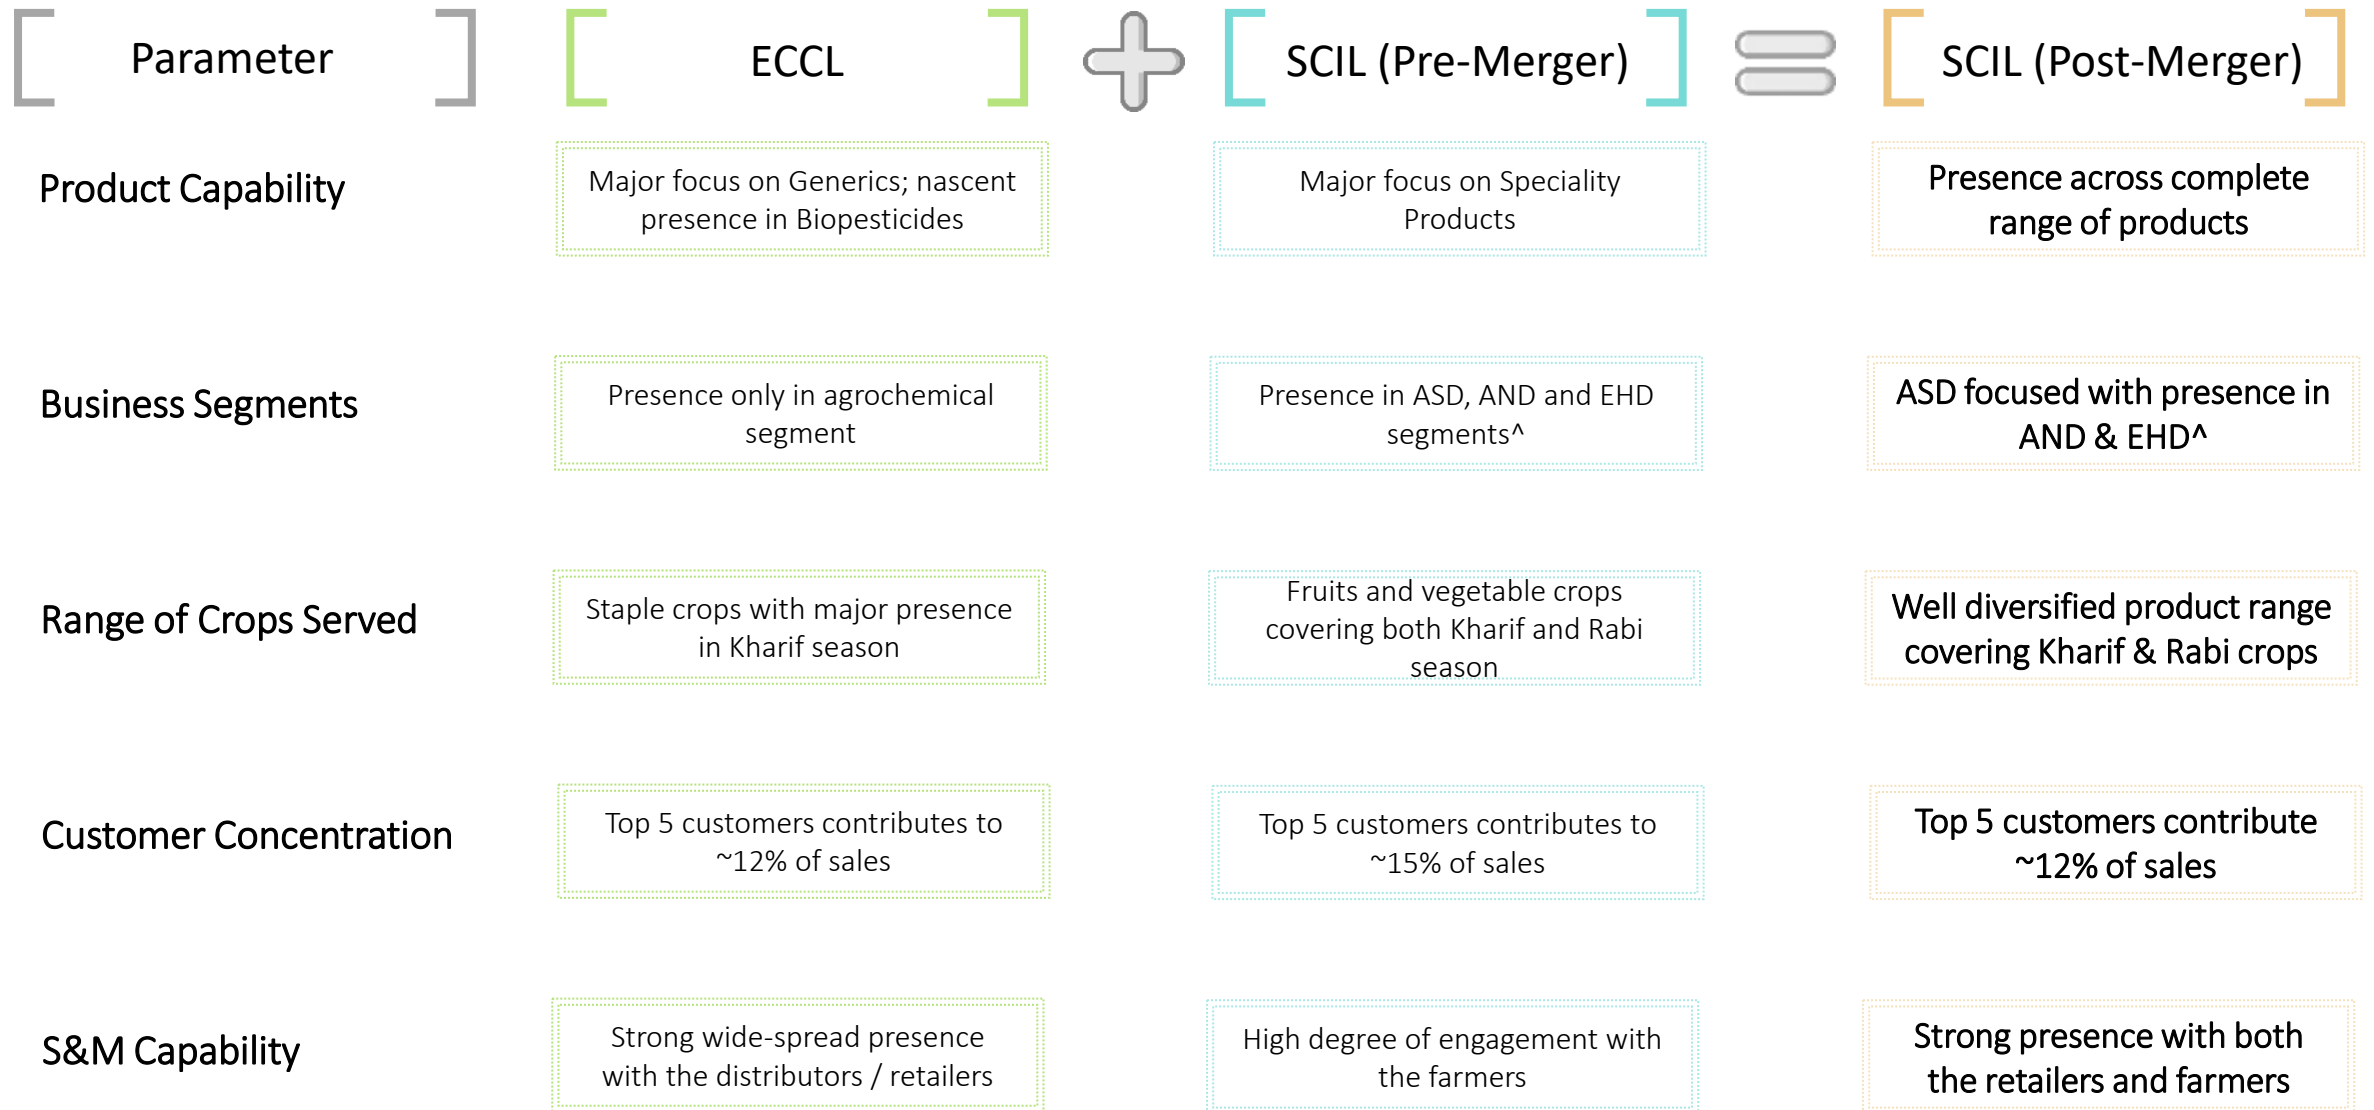 Parameter
ECCL
SCIL (Pre-Merger)
SCIL (Post-Merger)
Product Capability
Major focus on Generics; nascent
presence in Biopesticides
Major focus on Speciality
Products
Presence across complete
range of products
Business Segments
Presence only in agrochemical
segment
Presence in ASD, AND and EHD
segments^
ASD focused with presence in
AND & EHD^
Range of Crops Served
Staple crops with major presence
in Kharif season
Fruits and vegetable crops
covering both Kharif and Rabi
season
Well diversified product range
covering Kharif & Rabi crops
Customer Concentration
Top 5 customers contributes to
~12% of sales
Top 5 customers contributes to
~15% of sales
Top 5 customers contribute
~12% of sales
S&M Capability
Strong wide-spread presence
with the distributors / retailers
High degree of engagement with
the farmers
Strong presence with both
the retailers and farmers